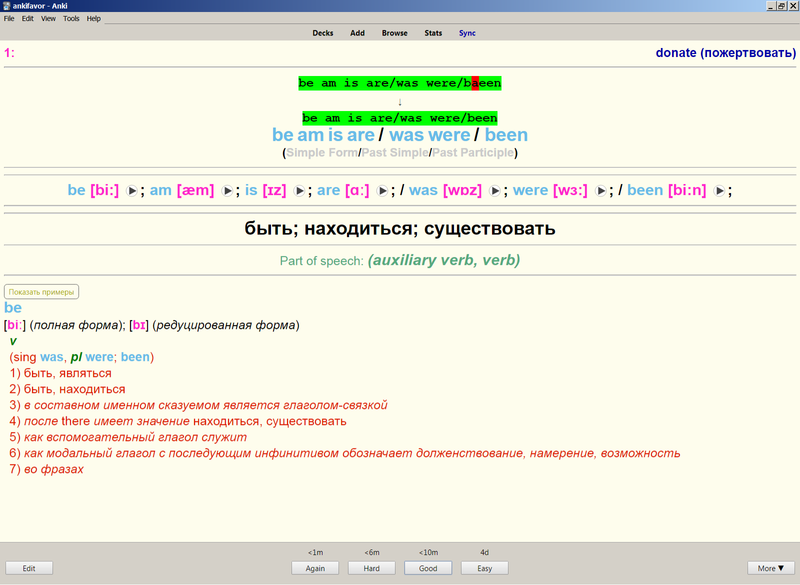 ankifavor - Anki
File Edit View Tools Help
Decks Add Browse Stats Sync
1: donate (пожертвовать)
be am is are/was were/baeen
↓
be am is are/was were/been
be am is are / was were / been
(Simple Form/Past Simple/Past Participle)
be [bi:] ; am [æm] ; is [ɪz] ; are [ɑː] ; / was [wɒz] ; were [wɜː] ; / been [bi:n] ;
быть; находиться; существовать
Part of speech: (auxiliary verb, verb)
Показать примеры
be
[biː] (полная форма); [bɪ] (редуцированная форма)
v
(sing was, pl were; been)
1) быть, являться
2) быть, находиться
3) в составном именном сказуемом является глаголом-связкой
4) после there имеет значение находиться, существовать
5) как вспомогательный глагол служит
6) как модальный глагол с последующим инфинитивом обозначает долженствование, намерение, возможность
7) во фразах
<1m <6m <10m 4d
Edit Again Hard Good Easy More ▼